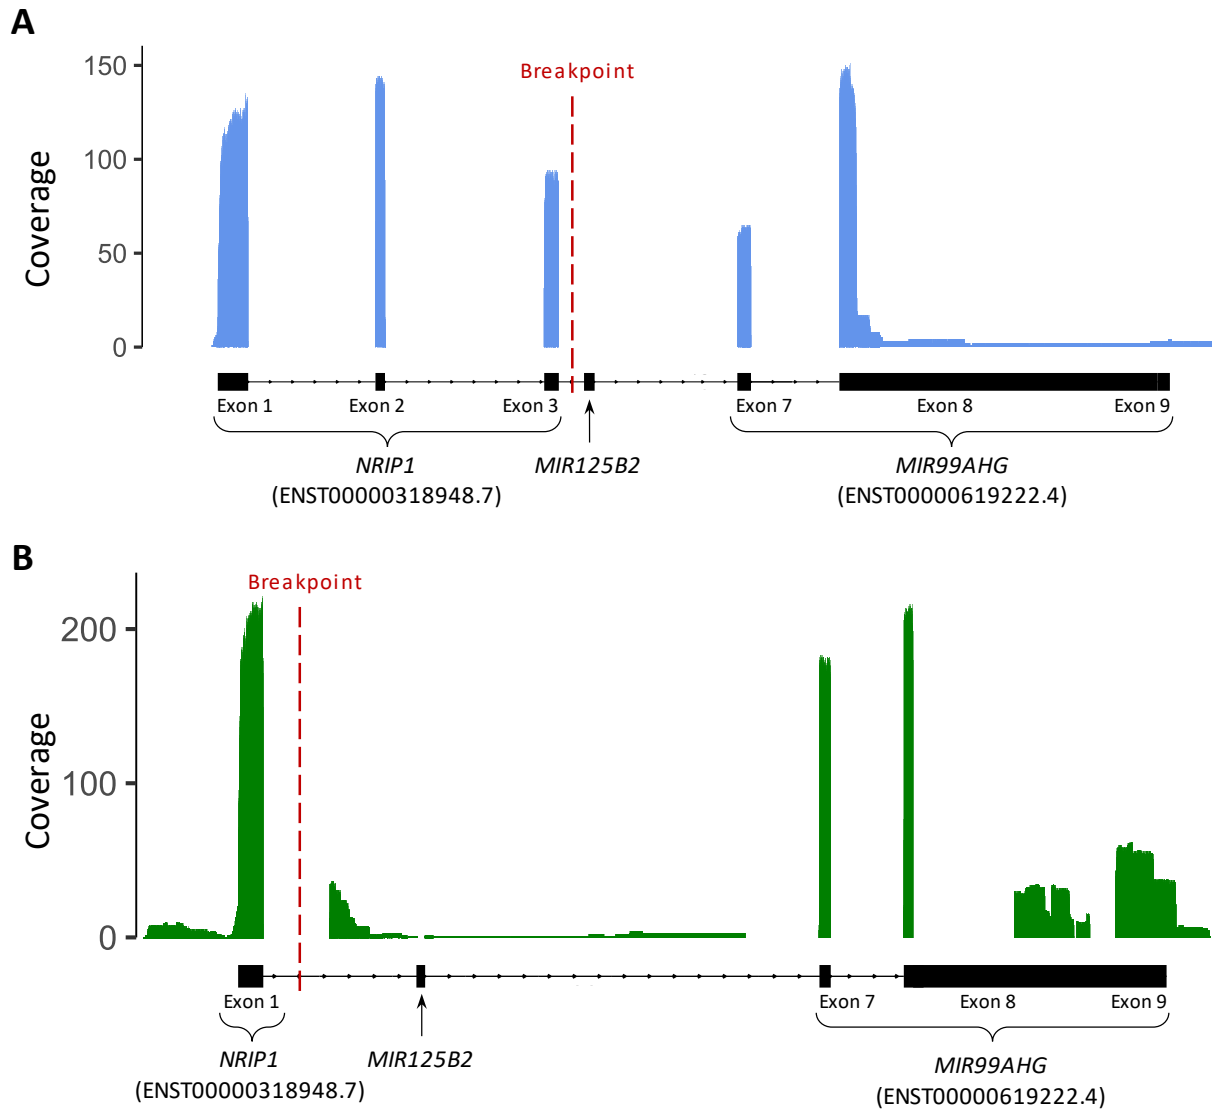 A
Breakpoint
150
100
50
0
Coverage
Exon 1 Exon 2 Exon 3 Exon 7 Exon 8 Exon 9
NRIP1 MIR125B2 MIR99AHG
(ENST00000318948.7) (ENST00000619222.4)
B
Breakpoint
200
100
0
Coverage
Exon 1 Exon 7 Exon 8 Exon 9
NRIP1 MIR125B2 MIR99AHG
(ENST00000318948.7) (ENST00000619222.4)